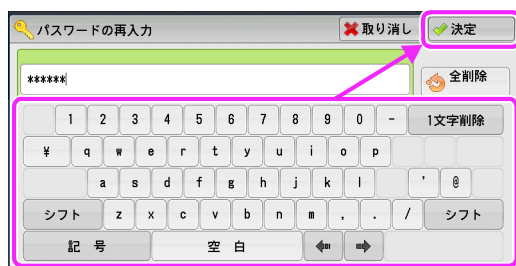 パスワードの再入力 取り消し 決定
****** 全削除
1 2 3 4 5 6 7 8 9 0 - 1文字削除
¥ q w e r t y u i o p
a s d f g h j k l ' @
シフト z x c v b n m , . / シフト
記 号 空 白